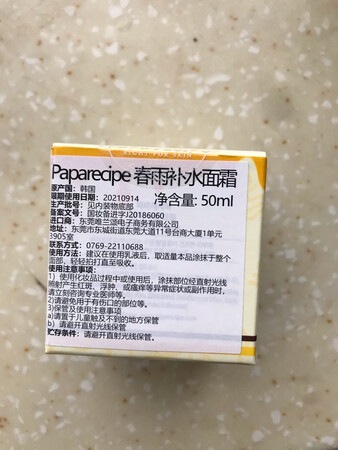 Paparecipe 春雨补水面霜
原产国：韩国
限期使用日期：20210914
净含量: 50ml
生产批号：见内装物底部
备案文号：国妆备进字J20186060
进口商：东莞唯兰颂电子商务有限公司
地址：东莞市东城街道东莞大道11号台商大厦1单元
3905室
联系方式：0769-22110688
使用方法：建议在使用乳液后，取适量本品涂抹于整个
面部，轻轻拍打直至吸收。
使用注意事项：
1）使用化妆品过程中或使用后，涂抹部位经直射光线
照射产生红斑、浮肿、或瘙痒等异常症状或副作用时，
请立刻咨询专业医师等。
2)请避免用于有伤口的部位等。
3)保管及使用注意事项
a)请置于儿童触及不到的地方保管
b）请避开直射光线保管
贮存条件：请避开直射光线保管